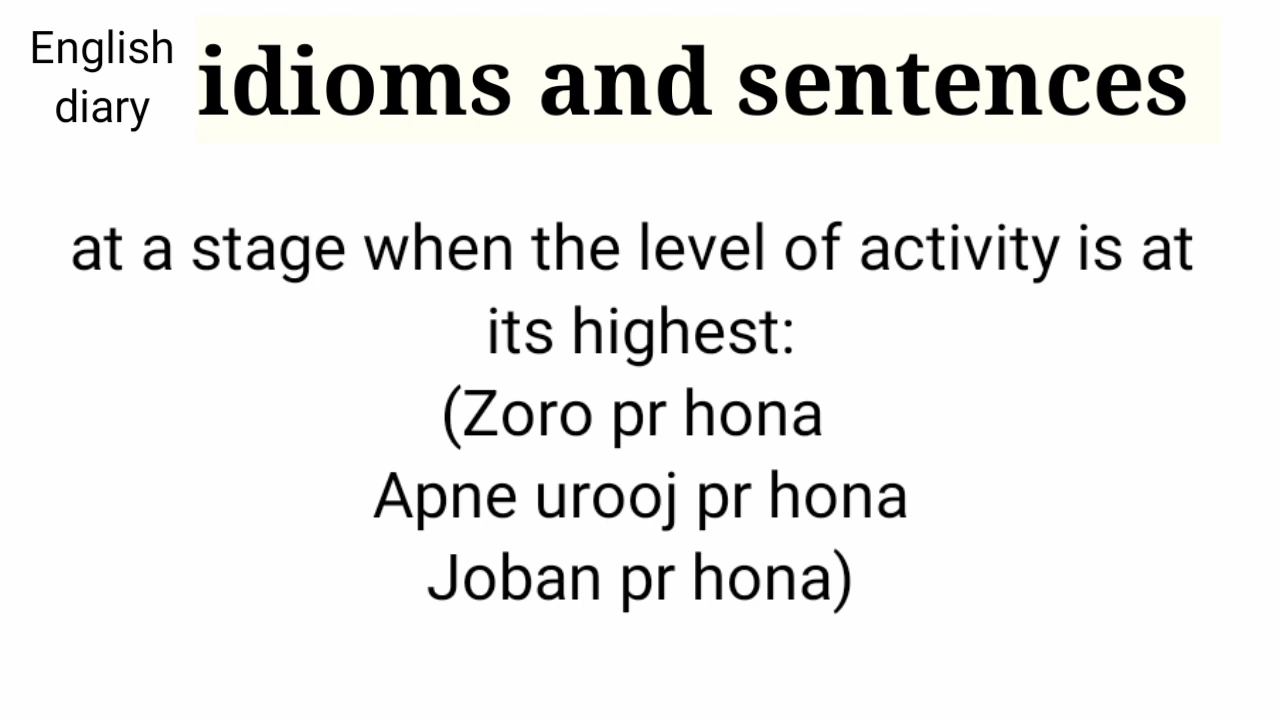 English
diary
idioms and sentences
at a stage when the level of activity is at
its highest:
(Zoro pr hona
Apne urooj pr hona
Joban pr hona)